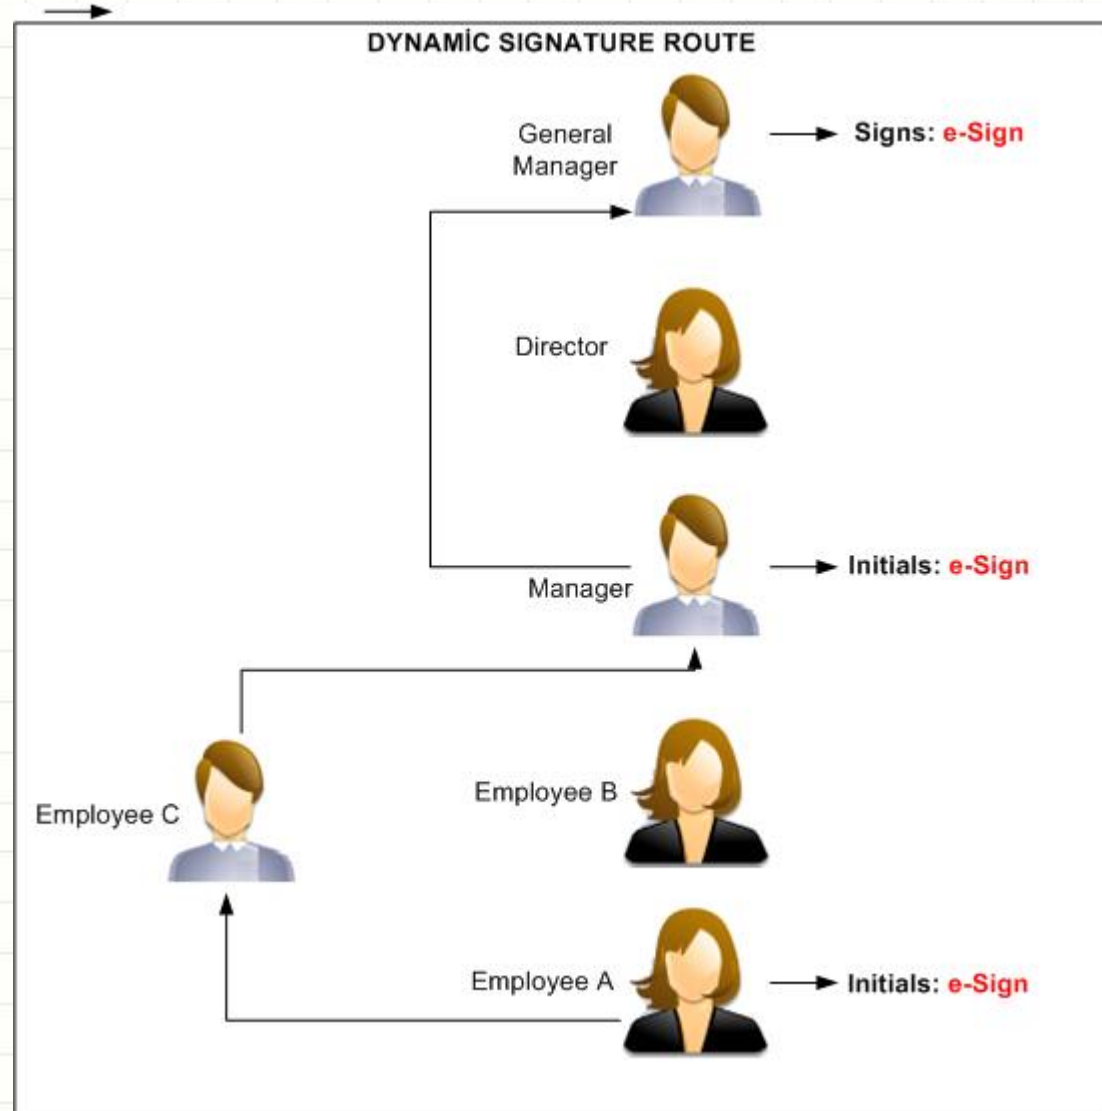 DYNAMİC SIGNATURE ROUTE
General
Manager
Signs: e-Sign
Director
Manager
Initials: e-Sign
Employee C
Employee B
Employee A
Initials: e-Sign